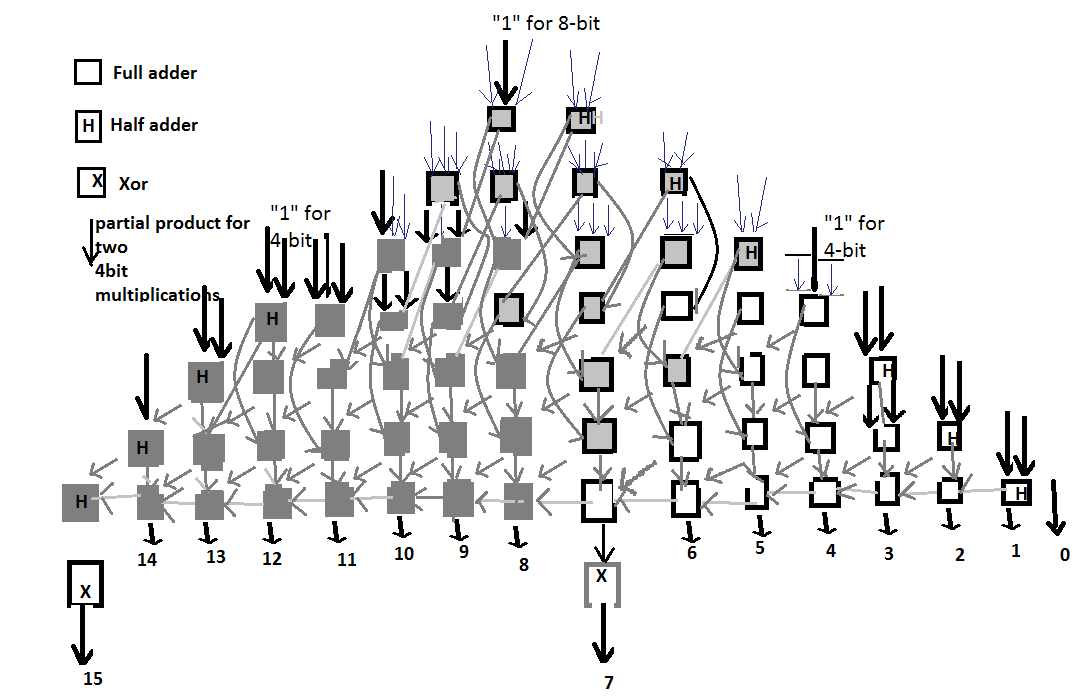 "1" for 8-bit
Full adder
H Half adder
X Xor
partial product for
two
4bit
multiplications
"1" for
4-bit
"1" for
4-bit
H H
H
H
H
H
H
H
H
H
H
H
14 13 12 11 10 9 8 6 5 4 3 2 1 0
X
X
15
7